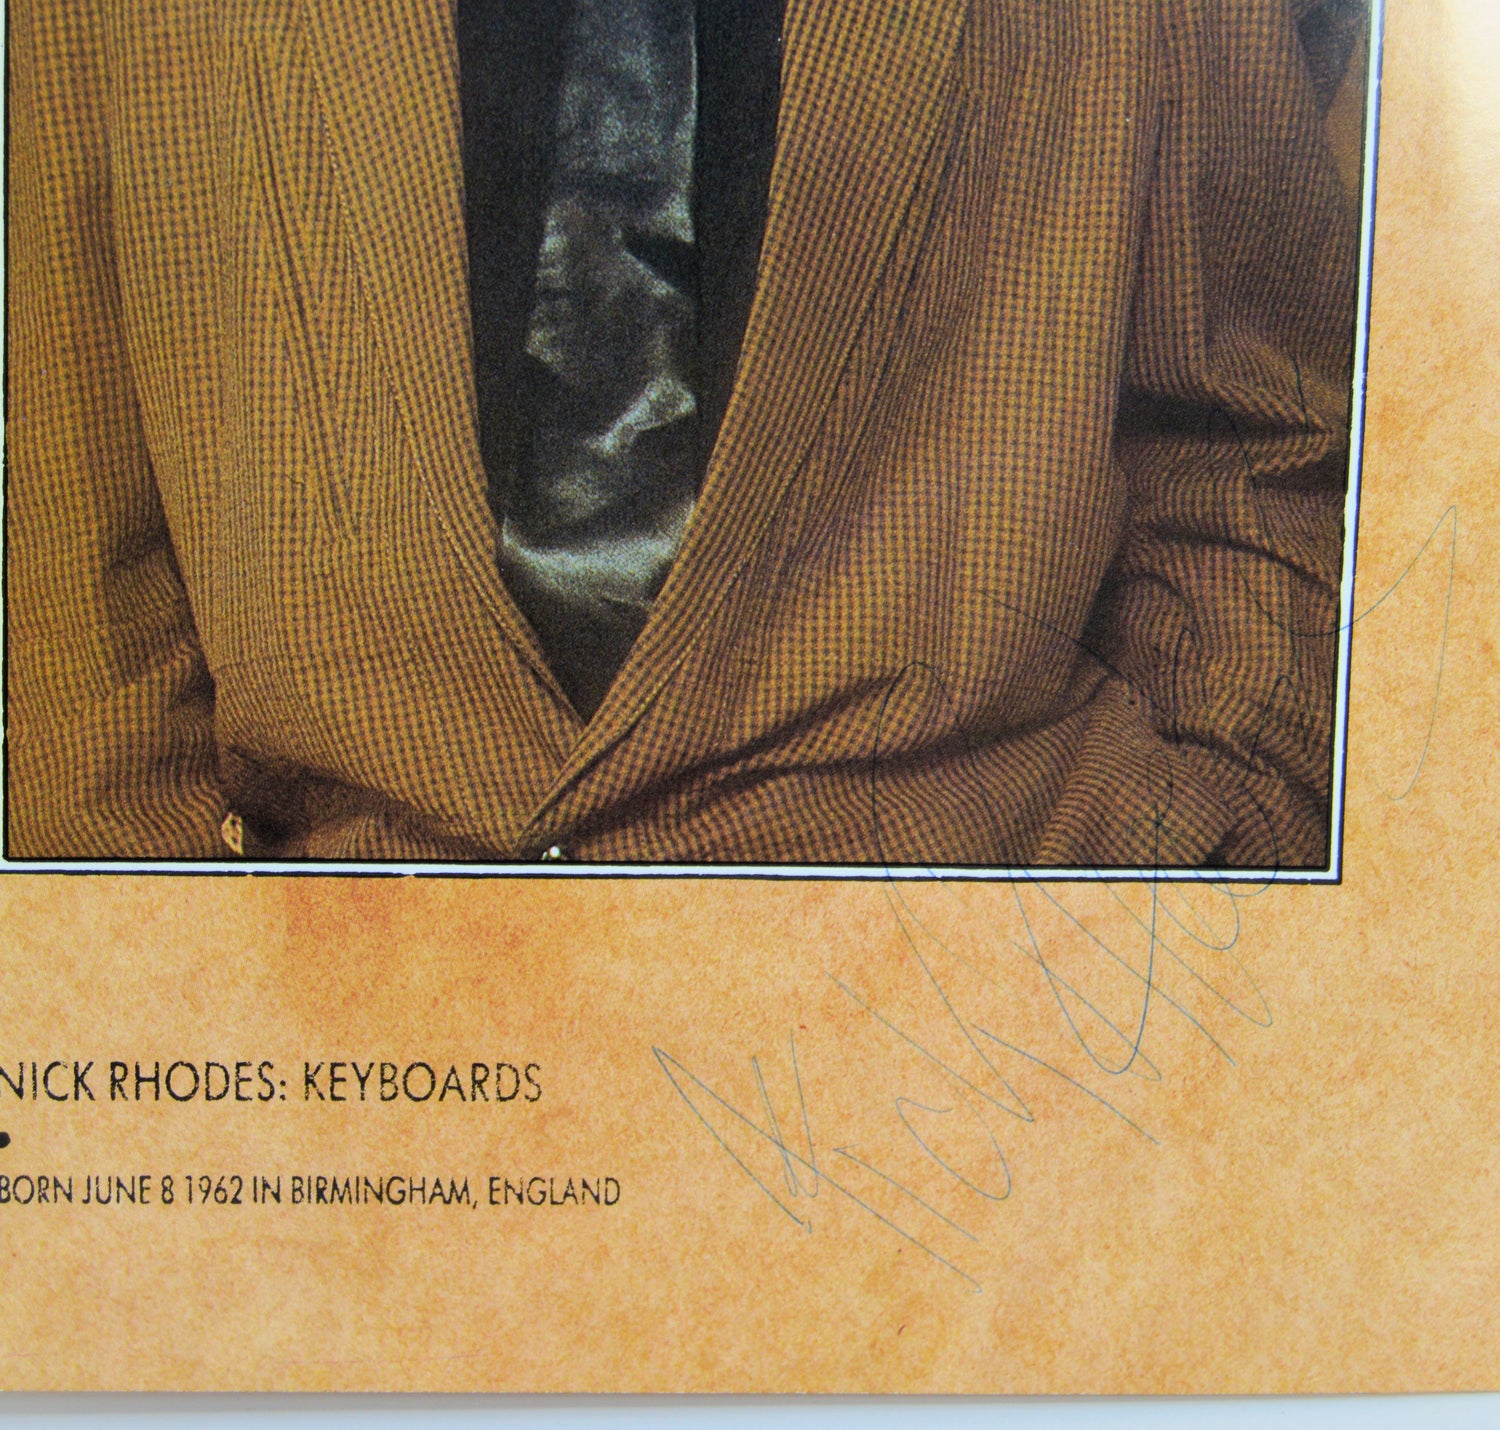 NICK RHODES: KEYBOARDS
BORN JUNE 8 1962 IN BIRMINGHAM, ENGLAND